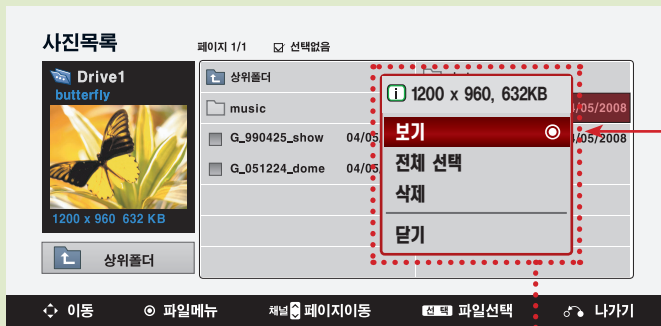 사진목록
페이지 1/1 선택없음
Drive1
butterfly
1200 x 960 632 KB
상위폴더
상위폴더
music
G_990425_show 04/05
G_051224_dome 04/05
/05/2008
/05/2008
1200 x 960, 632KB
보기
전체 선택
삭제
닫기
이동
파일메뉴
채널 페이지이동
선택 파일선택
나가기